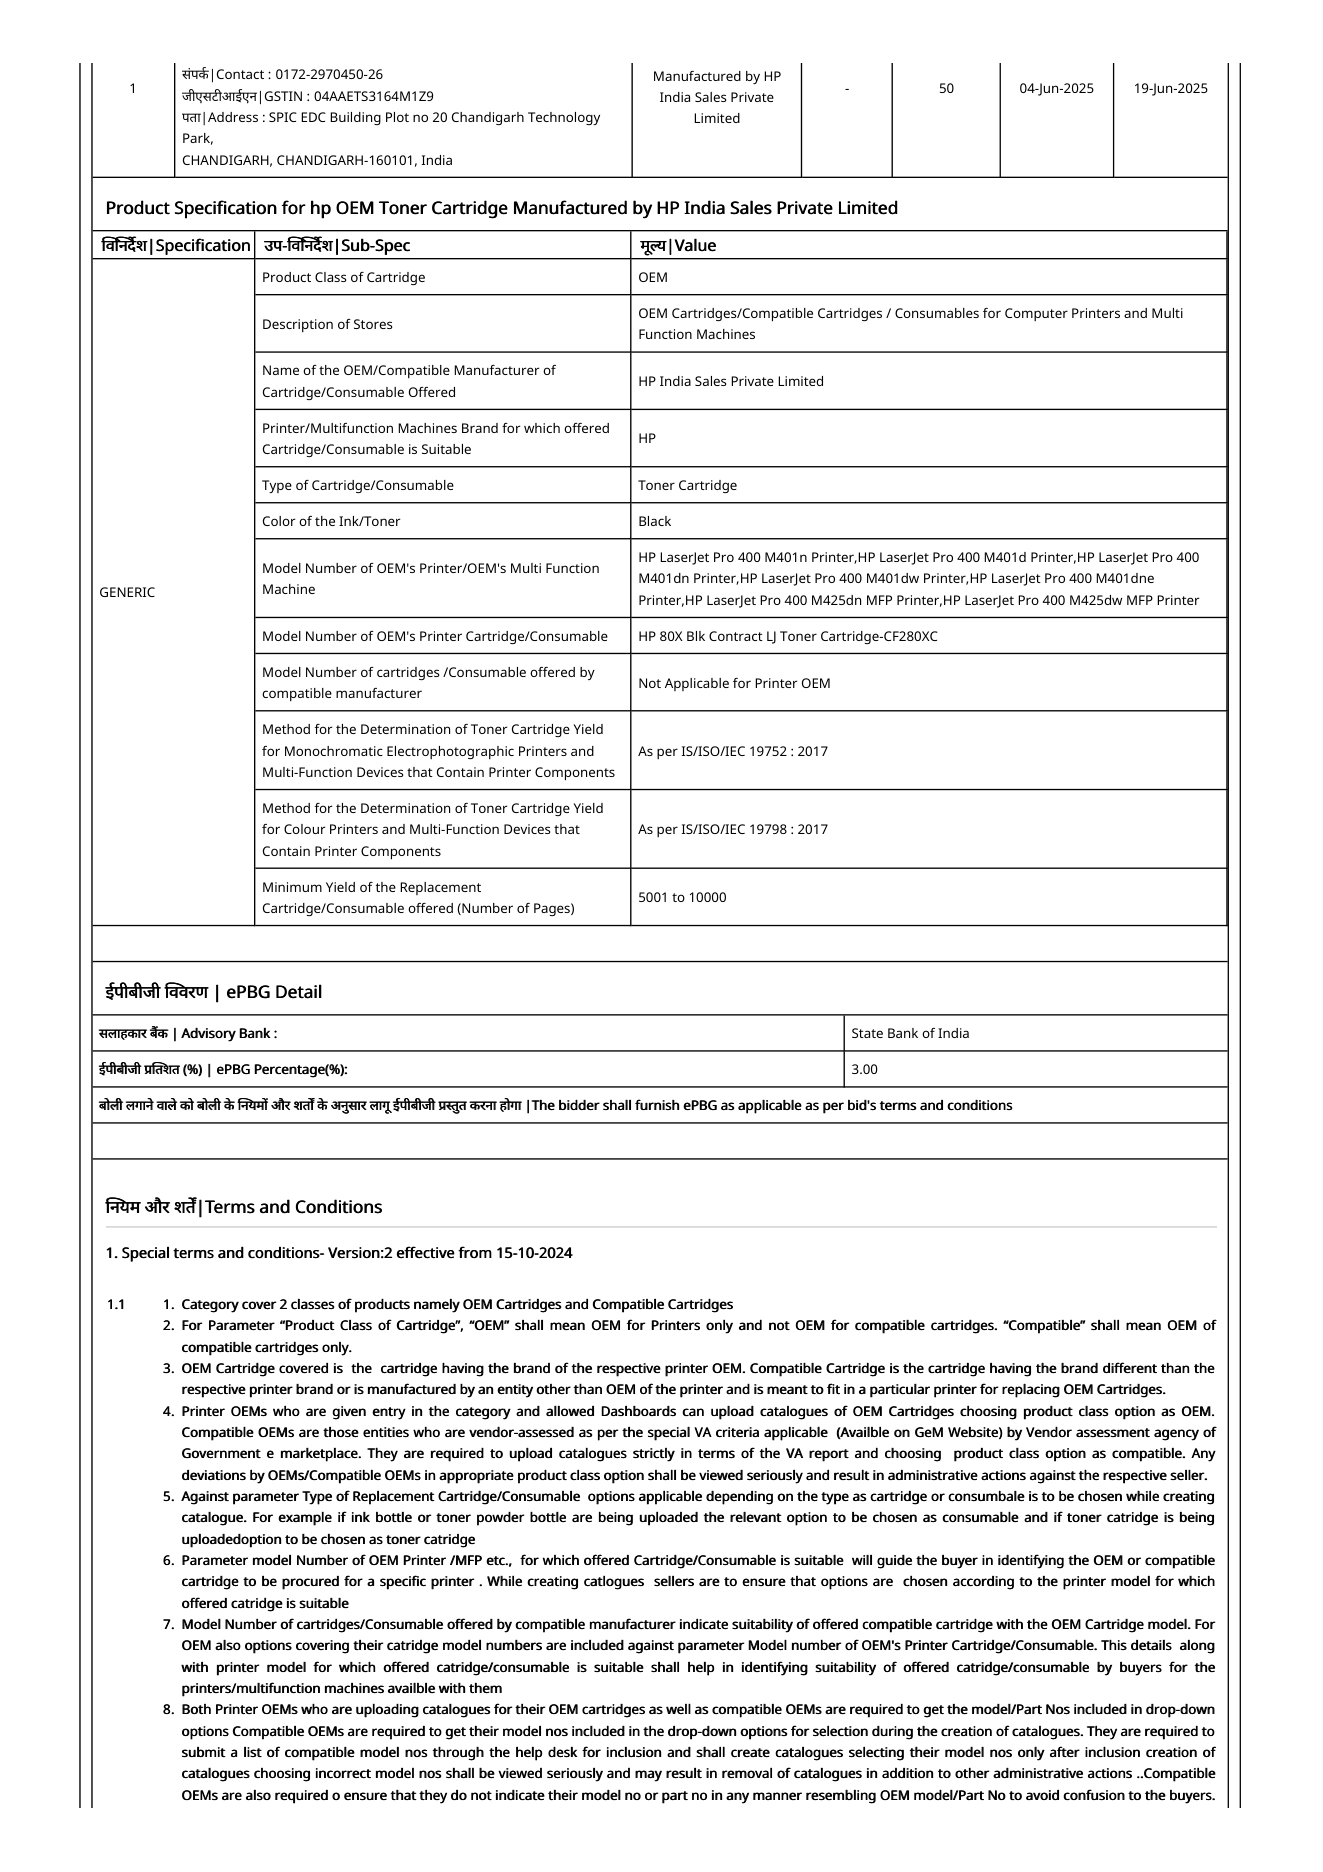 संपर्क|Contact : 0172-2970450-26
जीएसटीआईएन|GSTIN : 04AAETS3164M1Z9
पता|Address : SPIC EDC Building Plot no 20 Chandigarh Technology
Park,
CHANDIGARH, CHANDIGARH-160101, India
1
Manufactured by HP
India Sales Private
Limited
-
50
04-Jun-2025
19-Jun-2025
Product Specification for hp OEM Toner Cartridge Manufactured by HP India Sales Private Limited
विनिर्देश|Specification
उप-विनिर्देश|Sub-Spec
मूल्य|Value
GENERIC
Product Class of Cartridge
OEM
Description of Stores
OEM Cartridges/Compatible Cartridges / Consumables for Computer Printers and Multi
Function Machines
Name of the OEM/Compatible Manufacturer of
Cartridge/Consumable Offered
HP India Sales Private Limited
Printer/Multifunction Machines Brand for which offered
Cartridge/Consumable is Suitable
HP
Type of Cartridge/Consumable
Toner Cartridge
Color of the Ink/Toner
Black
Model Number of OEM's Printer/OEM's Multi Function
Machine
HP LaserJet Pro 400 M401n Printer,HP LaserJet Pro 400 M401d Printer,HP LaserJet Pro 400
M401dn Printer,HP LaserJet Pro 400 M401dw Printer,HP LaserJet Pro 400 M401dne
Printer,HP LaserJet Pro 400 M425dn MFP Printer,HP LaserJet Pro 400 M425dw MFP Printer
Model Number of OEM's Printer Cartridge/Consumable
HP 80X Blk Contract LJ Toner Cartridge-CF280XC
Model Number of cartridges /Consumable offered by
compatible manufacturer
Not Applicable for Printer OEM
Method for the Determination of Toner Cartridge Yield
for Monochromatic Electrophotographic Printers and
Multi-Function Devices that Contain Printer Components
As per IS/ISO/IEC 19752 : 2017
Method for the Determination of Toner Cartridge Yield
for Colour Printers and Multi-Function Devices that
Contain Printer Components
As per IS/ISO/IEC 19798 : 2017
Minimum Yield of the Replacement
Cartridge/Consumable offered (Number of Pages)
5001 to 10000
ईपीबीजी विवरण | ePBG Detail
सलाहकार बैंक | Advisory Bank :
State Bank of India
ईपीबीजी प्रतिशत (%) | ePBG Percentage(%):
3.00
बोली लगाने वाले को बोली के नियमों और शर्तों के अनुसार लागू ईपीबीजी प्रस्तुत करना होगा |The bidder shall furnish ePBG as applicable as per bid's terms and conditions
नियम और शर्तें|Terms and Conditions
1. Special terms and conditions- Version:2 effective from 15-10-2024
1.1 1. Category cover 2 classes of products namely OEM Cartridges and Compatible Cartridges
2. For Parameter “Product Class of Cartridge”, “OEM” shall mean OEM for Printers only and not OEM for compatible cartridges. “Compatible” shall mean OEM of
compatible cartridges only.
3. OEM Cartridge covered is the cartridge having the brand of the respective printer OEM. Compatible Cartridge is the cartridge having the brand different than the
respective printer brand or is manufactured by an entity other than OEM of the printer and is meant to fit in a particular printer for replacing OEM Cartridges.
4. Printer OEMs who are given entry in the category and allowed Dashboards can upload catalogues of OEM Cartridges choosing product class option as OEM.
Compatible OEMs are those entities who are vendor-assessed as per the special VA criteria applicable (Availble on GeM Website) by Vendor assessment agency of
Government e marketplace. They are required to upload catalogues strictly in terms of the VA report and choosing product class option as compatible. Any
deviations by OEMs/Compatible OEMs in appropriate product class option shall be viewed seriously and result in administrative actions against the respective seller.
5. Against parameter Type of Replacement Cartridge/Consumable options applicable depending on the type as cartridge or consumbale is to be chosen while creating
catalogue. For example if ink bottle or toner powder bottle are being uploaded the relevant option to be chosen as consumable and if toner catridge is being
uploadedoption to be chosen as toner catridge
6. Parameter model Number of OEM Printer /MFP etc., for which offered Cartridge/Consumable is suitable will guide the buyer in identifying the OEM or compatible
cartridge to be procured for a specific printer . While creating catlogues sellers are to ensure that options are chosen according to the printer model for which
offered catridge is suitable
7. Model Number of cartridges/Consumable offered by compatible manufacturer indicate suitability of offered compatible cartridge with the OEM Cartridge model. For
OEM also options covering their catridge model numbers are included against parameter Model number of OEM's Printer Cartridge/Consumable. This details along
with printer model for which offered catridge/consumable is suitable shall help in identifying suitability of offered catridge/consumable by buyers for the
printers/multifunction machines availble with them
8. Both Printer OEMs who are uploading catalogues for their OEM cartridges as well as compatible OEMs are required to get the model/Part Nos included in drop-down
options Compatible OEMs are required to get their model nos included in the drop-down options for selection during the creation of catalogues. They are required to
submit a list of compatible model nos through the help desk for inclusion and shall create catalogues selecting their model nos only after inclusion creation of
catalogues choosing incorrect model nos shall be viewed seriously and may result in removal of catalogues in addition to other administrative actions ..Compatible
OEMs are also required o ensure that they do not indicate their model no or part no in any manner resembling OEM model/Part No to avoid confusion to the buyers.